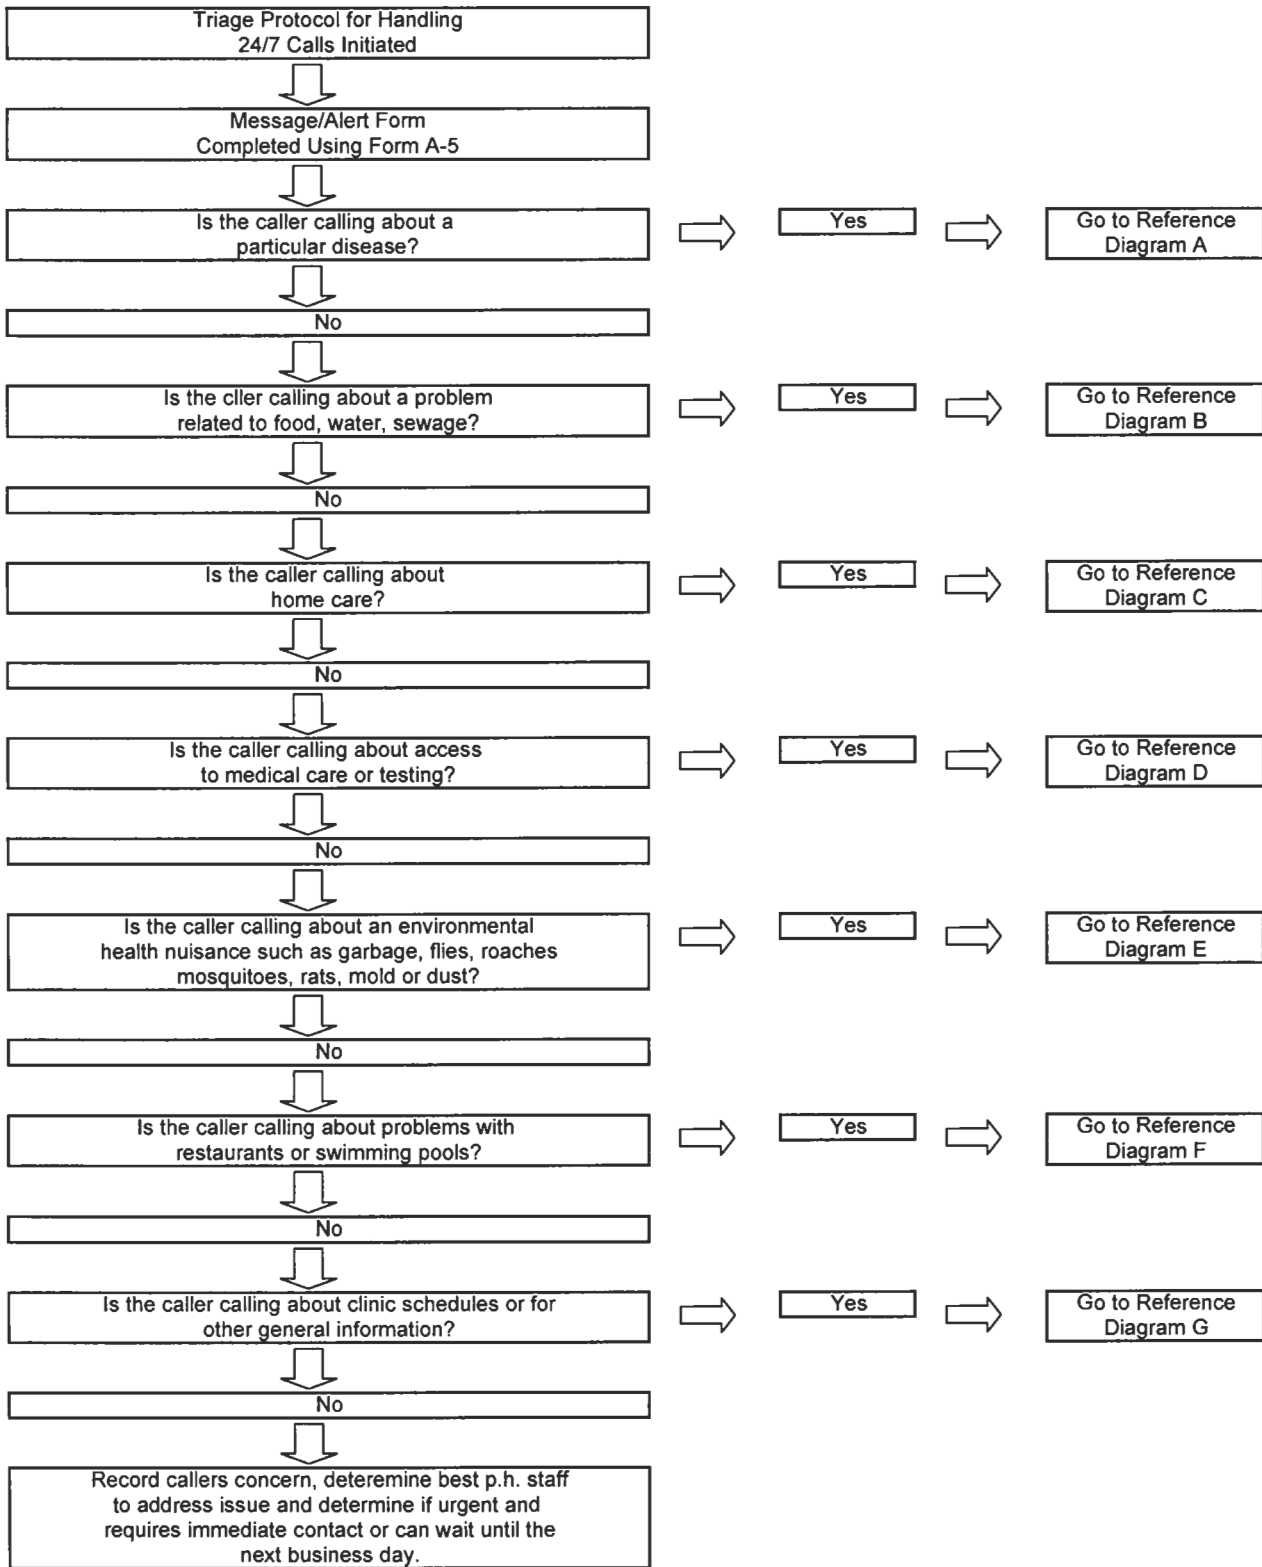 Triage Protocol for Handling
24/7 Calls Initiated
Message/Alert Form
Completed Using Form A-5
Is the caller calling about a
particular disease?
Yes
Go to Reference
Diagram A
No
Is the cller calling about a problem
related to food, water, sewage?
Yes
Go to Reference
Diagram B
No
Is the caller calling about
home care?
Yes
Go to Reference
Diagram C
No
Is the caller calling about access
to medical care or testing?
Yes
Go to Reference
Diagram D
No
Is the caller calling about an environmental
health nuisance such as garbage, flies, roaches
mosquitoes, rats, mold or dust?
Yes
Go to Reference
Diagram E
No
Is the caller calling about problems with
restaurants or swimming pools?
Yes
Go to Reference
Diagram F
No
Is the caller calling about clinic schedules or for
other general information?
Yes
Go to Reference
Diagram G
No
Record callers concern, deteremine best p.h. staff
to address issue and determine if urgent and
requires immediate contact or can wait until the
next business day.